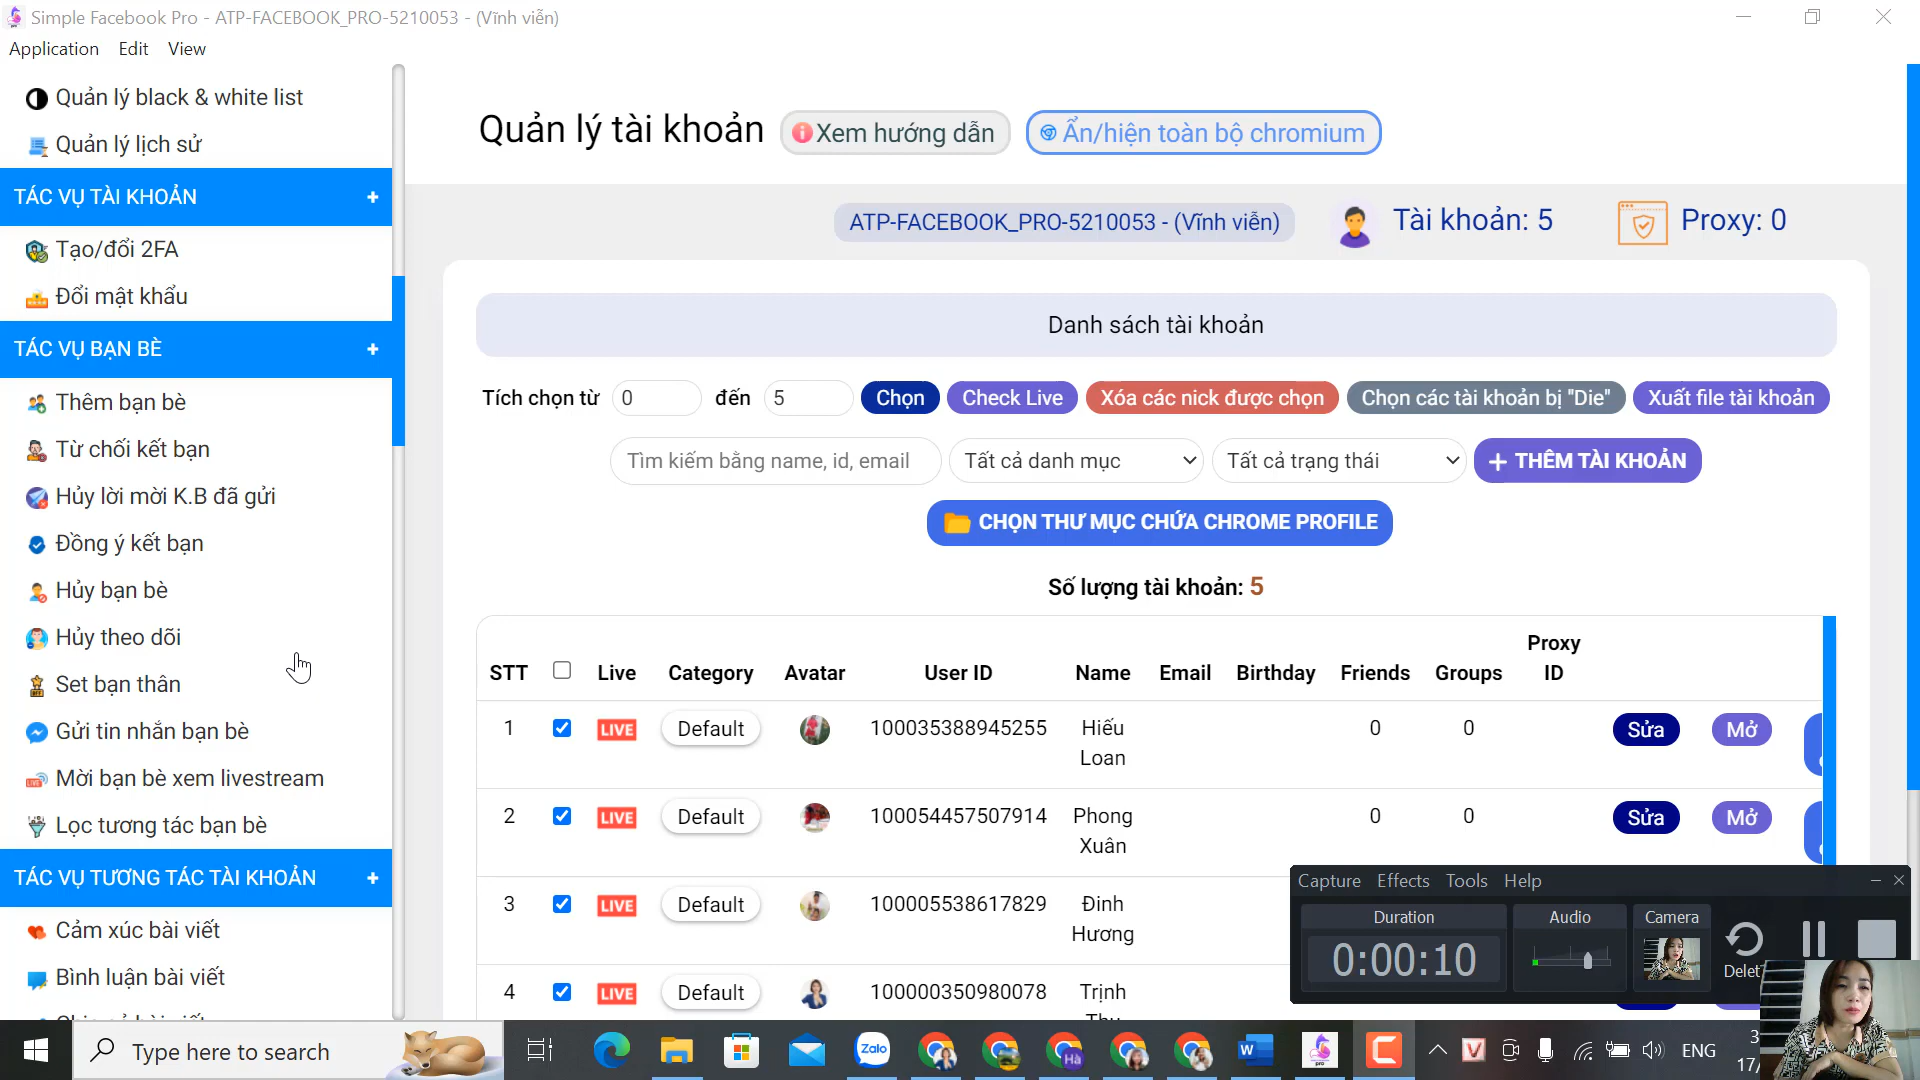 Simple Facebook Pro - ATP-FACEBOOK_PRO-5210053 - (Vĩnh viễn)
Application Edit View
Quản lý black & white list
Quản lý lịch sử
TÁC VỤ TÀI KHOẢN +
Tạo/đổi 2FA
Đổi mật khẩu
TÁC VỤ BẠN BÈ +
Thêm bạn bè
Từ chối kết bạn
Hủy lời mời K.B đã gửi
Đồng ý kết bạn
Hủy bạn bè
Hủy theo dõi
Set bạn thân
Gửi tin nhắn bạn bè
Mời bạn bè xem livestream
Lọc tương tác bạn bè
TÁC VỤ TƯƠNG TÁC TÀI KHOẢN +
Cảm xúc bài viết
Bình luận bài viết
Quản lý tài khoản Xem hướng dẫn Ẩn/hiện toàn bộ chromium
ATP-FACEBOOK_PRO-5210053 - (Vĩnh viễn) Tài khoản: 5 Proxy: 0
Danh sách tài khoản
Tích chọn từ 0 đến 5 Chọn Check Live Xóa các nick được chọn Chọn các tài khoản bị "Die" Xuất file tài khoản
Tìm kiếm bằng name, id, email Tất cả danh mục Tất cả trạng thái + THÊM TÀI KHOẢN
CHỌN THƯ MỤC CHỨA CHROME PROFILE
Số lượng tài khoản: 5
STT Live Category Avatar User ID Name Email Birthday Friends Groups Proxy ID
1 LIVE Default 100035388945255 Hiếu Loan 0 0 Sửa Mở
2 LIVE Default 100054457507914 Phong Xuân 0 0 Sửa Mở
3 LIVE Default 100005538617829 Đinh Hương
4 LIVE Default 100000350980078 Trịnh
Capture Effects Tools Help
Duration Audio Camera
0:00:10
Delet
Type here to search
Zalo
Hà
W
pro
C
V
ENG
17/